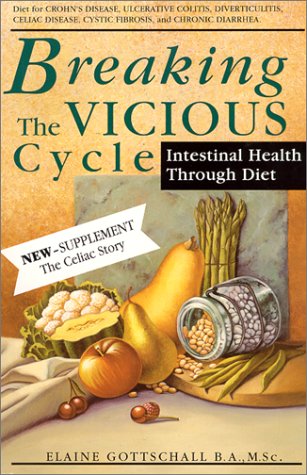 Diet for CROHN'S DISEASE, ULCERATIVE COLITIS, DIVERTICULITIS,
CELIAC DISEASE, CYSTIC FIBROSIS, and CHRONIC DIARRHEA.
Breaking
The VICIOUS
Cycle
Intestinal Health
Through Diet
NEW-SUPPLEMENT
The Celiac Story
ELAINE GOTTSCHALL B.A., M.Sc.